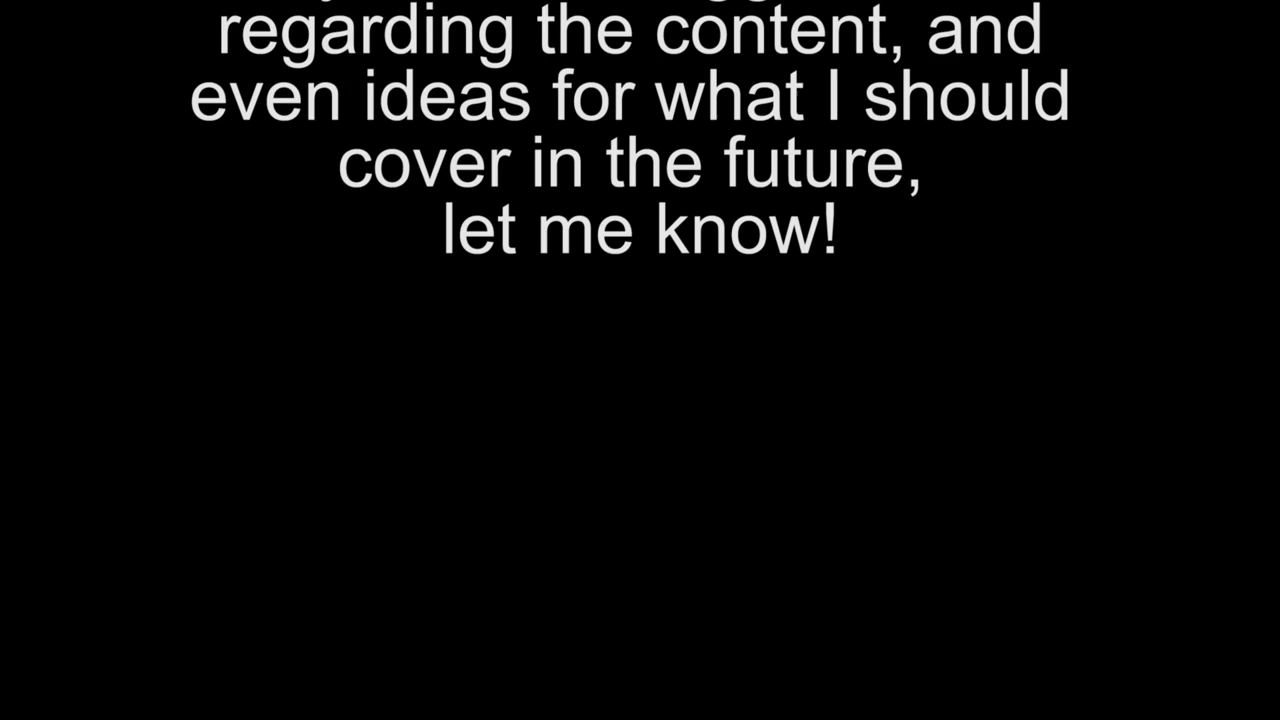 regarding the content, and
even ideas for what I should
cover in the future,
let me know!